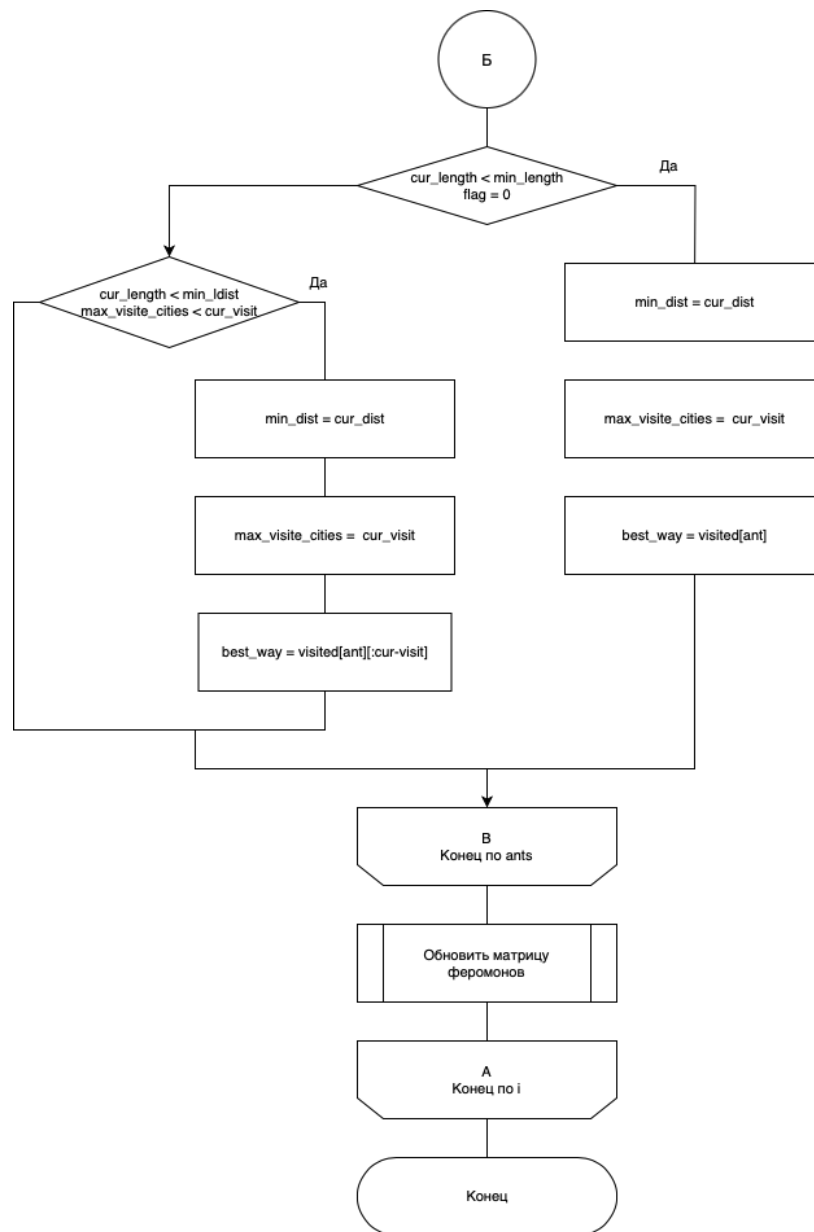 Б
cur_length < min_length
flag = 0
Да
cur_length < min_ldist
max_visite_cities < cur_visit
Да
min_dist = cur_dist
min_dist = cur_dist
max_visite_cities = cur_visit
max_visite_cities = cur_visit
best_way = visited[ant]
best_way = visited[ant][:cur-visit]
В
Конец по ants
Обновить матрицу
феромонов
А
Конец по i
Конец